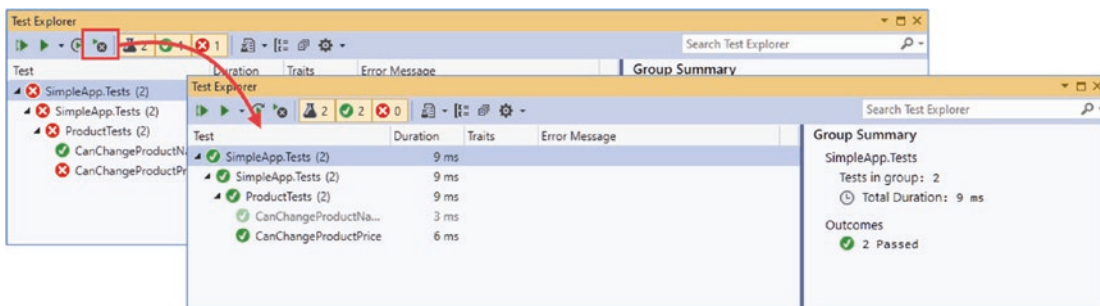 Test Explorer
2 1 1 Search Test Explorer
Test Duration Traits Error Message Group Summary
SimpleApp.Tests (2)
SimpleApp.Tests (2)
ProductTests (2)
CanChangeProductN
CanChangeProductPr
Test Explorer
2 2 0 Search Test Explorer
Test Duration Traits Error Message
SimpleApp.Tests (2) 9 ms
SimpleApp.Tests (2) 9 ms
ProductTests (2) 9 ms
CanChangeProductNa... 3 ms
CanChangeProductPrice 6 ms
Group Summary
SimpleApp.Tests
Tests in group: 2
Total Duration: 9 ms
Outcomes
2 Passed